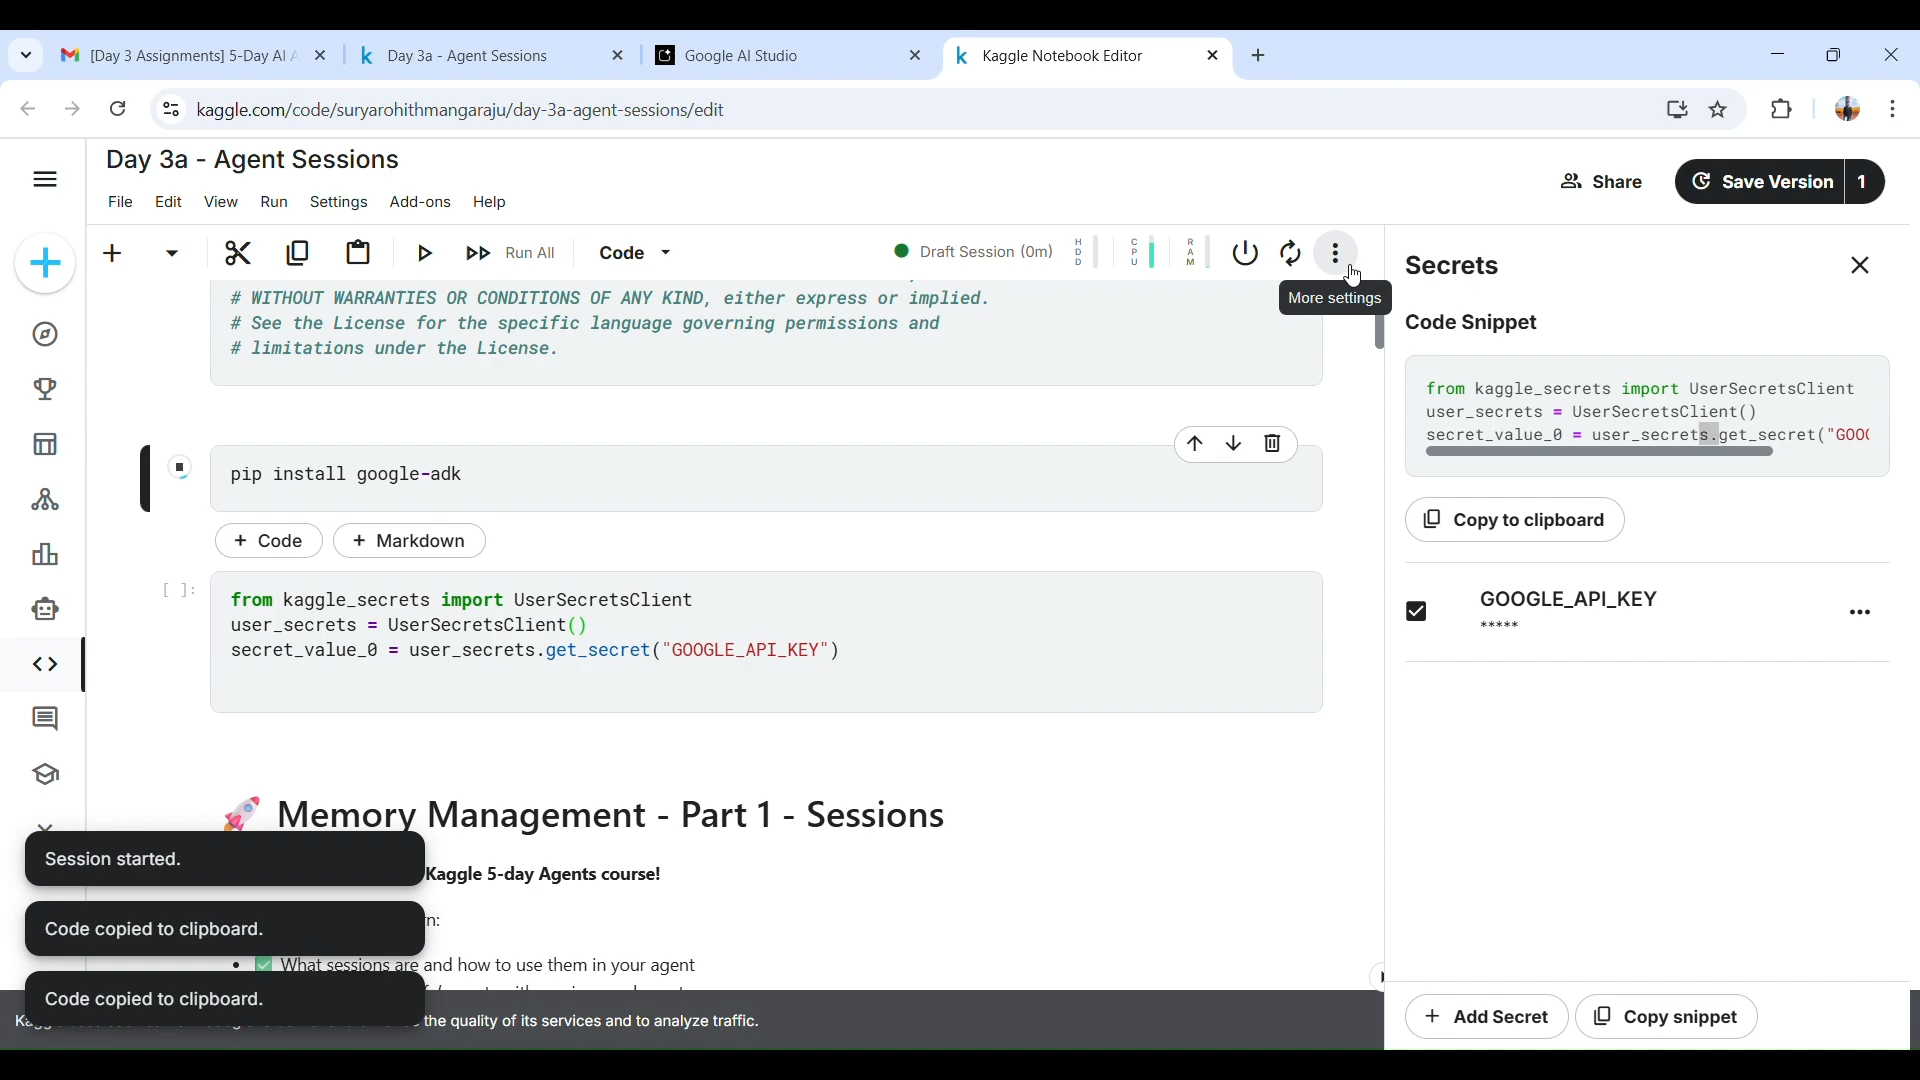 [Day 3 Assignments] 5-Day AI A
Day 3a - Agent Sessions
Google AI Studio
Kaggle Notebook Editor
kaggle.com/code/suryarohithmangaraju/day-3a-agent-sessions/edit
Day 3a - Agent Sessions
File Edit View Run Settings Add-ons Help
Share
Save Version 1
Run All
Code
Draft Session (0m)
HDD
CPU
RAM
More settings
# WITHOUT WARRANTIES OR CONDITIONS OF ANY KIND, either express or implied.
# See the License for the specific language governing permissions and
# limitations under the License.
pip install google-adk
+ Code
+ Markdown
[ ]:
from kaggle_secrets import UserSecretsClient
user_secrets = UserSecretsClient()
secret_value_0 = user_secrets.get_secret("GOOGLE_API_KEY")
🚀 Memory Management - Part 1 - Sessions
Kaggle 5-day Agents course!
n:
• ✅ What sessions are and how to use them in your agent
Session started.
Code copied to clipboard.
Code copied to clipboard.
the quality of its services and to analyze traffic.
Secrets
Code Snippet
from kaggle_secrets import UserSecretsClient
user_secrets = UserSecretsClient()
secret_value_0 = user_secrets.get_secret("GOOG
Copy to clipboard
GOOGLE_API_KEY
*****
+ Add Secret
Copy snippet